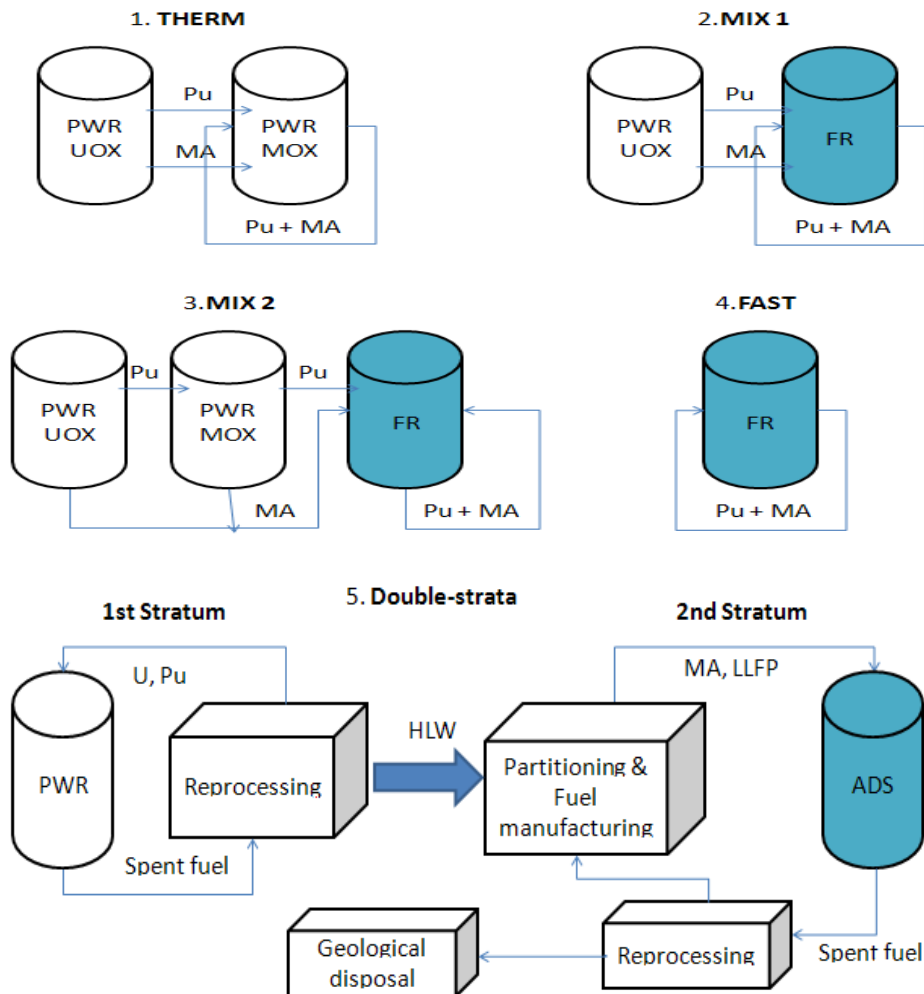 1. THERM
2. MIX 1
Pu
PWR
UOX
MA
PWR
MOX
Pu + MA
Pu
PWR
UOX
MA
FR
Pu + MA
3. MIX 2
4. FAST
Pu
Pu
PWR
UOX
PWR
MOX
FR
MA
Pu + MA
FR
Pu + MA
5. Double-strata
1st Stratum
2nd Stratum
U, Pu
MA, LLFP
HLW
PWR
Reprocessing
Partitioning &
Fuel
manufacturing
ADS
Spent fuel
Geological
disposal
Reprocessing
Spent fuel